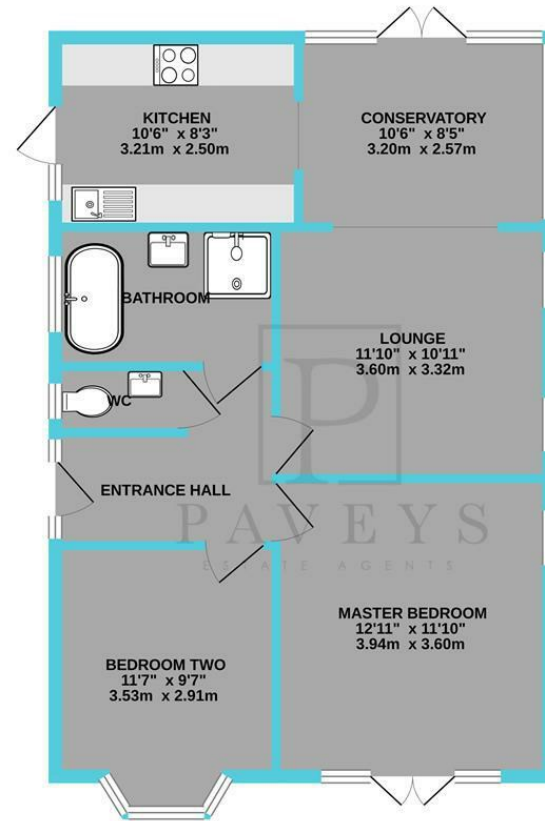 KITCHEN
10'6" x 8'3"
3.21m x 2.50m
CONSERVATORY
10'6" x 8'5"
3.20m x 2.57m
BATHROOM
LOUNGE
11'10" x 10'11"
3.60m x 3.32m
WC
ENTRANCE HALL
P
PAVEYS
ESTATE AGENTS
MASTER BEDROOM
12'11" x 11'10"
3.94m x 3.60m
BEDROOM TWO
11'7" x 9'7"
3.53m x 2.91m